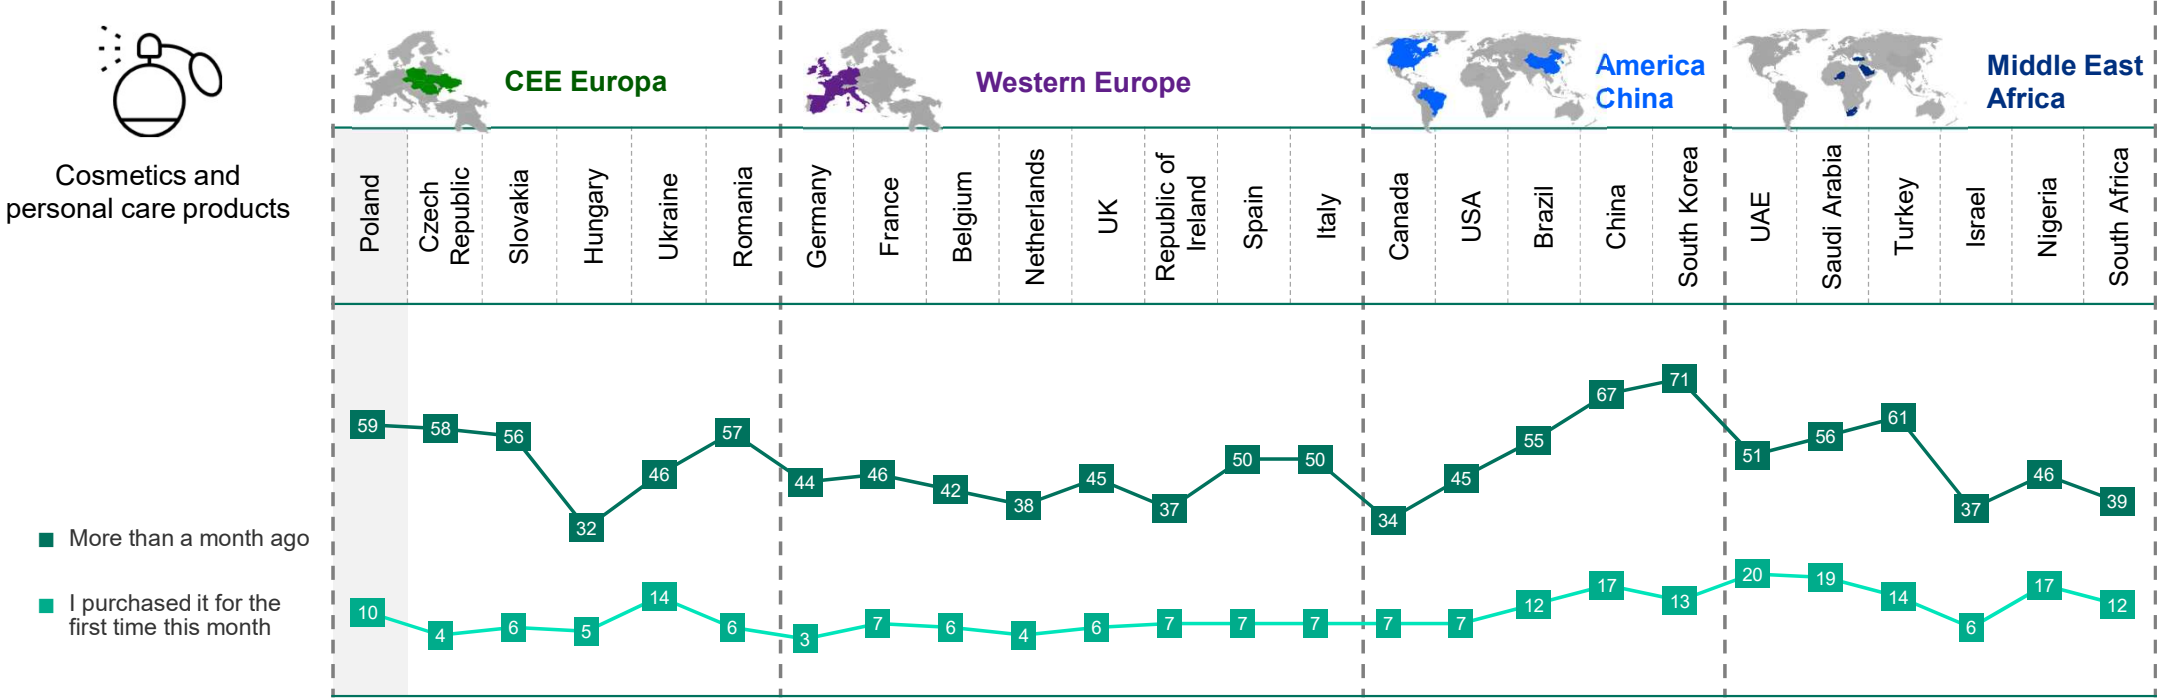 CEE Europa
Western Europe
America
China
Middle East
Africa
Cosmetics and
personal care products
Poland
Czech
Republic
Slovakia
Hungary
Ukraine
Romania
Germany
France
Belgium
Netherlands
UK
Republic of
Ireland
Spain
Italy
Canada
USA
Brazil
China
South Korea
UAE
Saudi Arabia
Turkey
Israel
Nigeria
South Africa
More than a month ago
59
58
56
32
46
57
44
46
42
38
45
37
50
50
34
45
55
67
71
51
56
61
37
46
39
I purchased it for the
first time this month
10
4
6
5
14
6
3
7
6
4
6
7
7
7
7
7
12
17
13
20
19
14
6
17
12